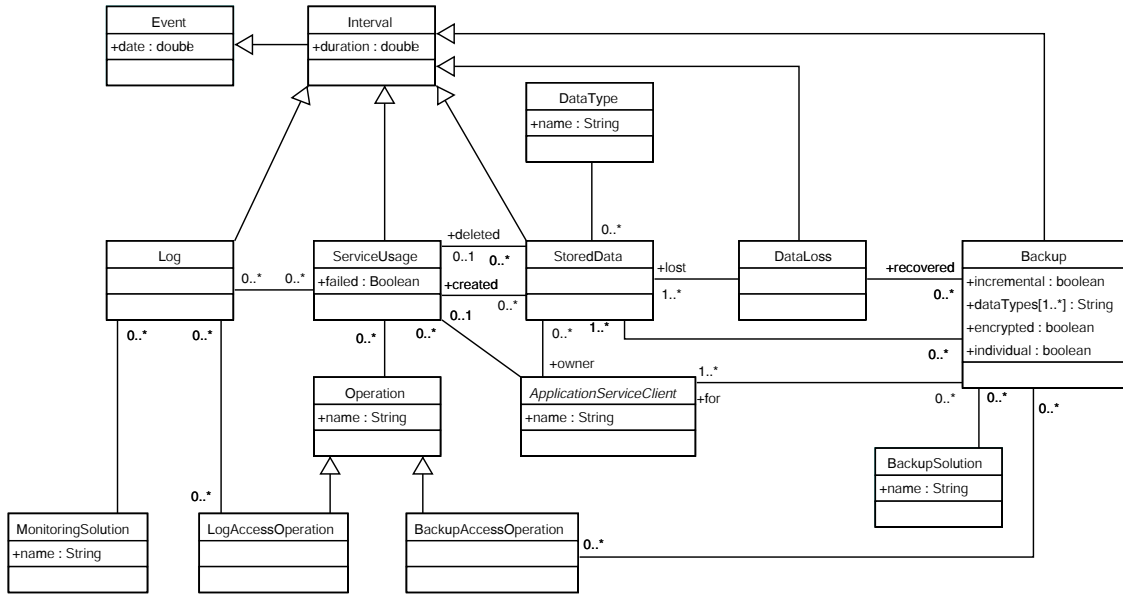 Event
+date : double
Interval
+duration : double
DataType
+name : String
0..*
Log
0..*
0..*
ServiceUsage
+failed : Boolean
+deleted
0..1
0..*
+created
0..*
0..1
StoredData
+lost
1..*
DataLoss
+recovered
0..*
Backup
+incremental : boolean
+dataTypes[1..*] : String
+encrypted : boolean
+individual : boolean
0..*
0..*
0..*
0..*
0..*
1..*
0..*
+owner
Operation
+name : String
ApplicationServiceClient
+name : String
1..*
+for
0..*
0..*
0..*
BackupSolution
+name : String
0..*
MonitoringSolution
+name : String
LogAccessOperation
BackupAccessOperation
0..*